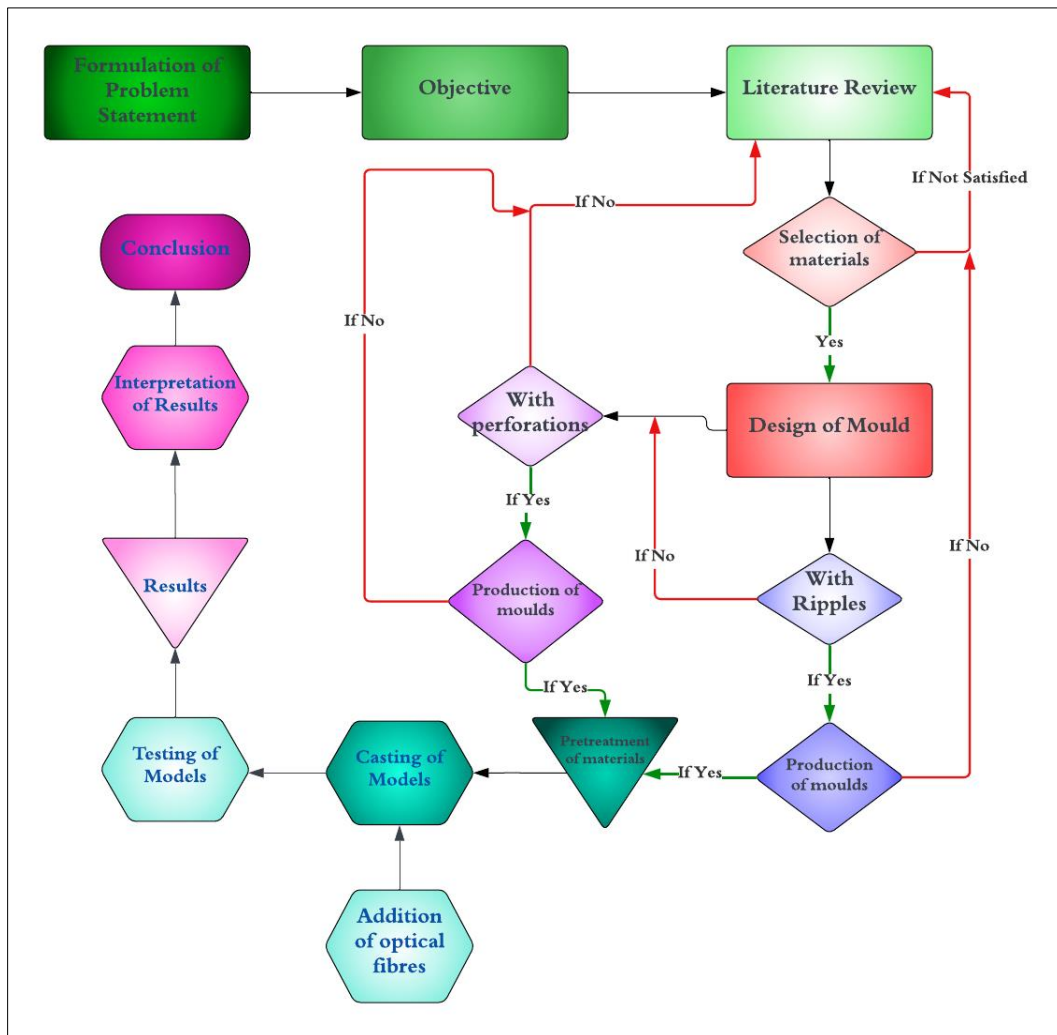 Formulation of
Problem
Statement
Objective
Literature Review
If Not Satisfied
If No
Selection of
materials
Conclusion
If No
Yes
Interpretation
of Results
With
perforations
Design of Mould
If Yes
If No
If No
Results
Production of
moulds
With
Ripples
If Yes
If Yes
Testing of
Models
Casting of
Models
Pretreatment
of materials
If Yes
Production
of moulds
Addition
of optical
fibres